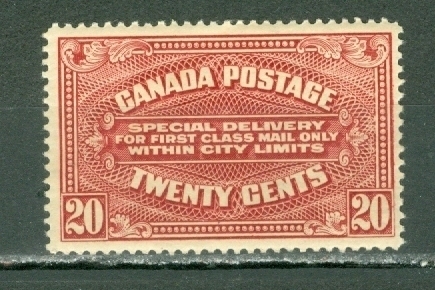 CANADA POSTAGE
SPECIAL DELIVERY
FOR FIRST CLASS MAIL ONLY
WITHIN CITY LIMITS
TWENTY CENTS
20 20